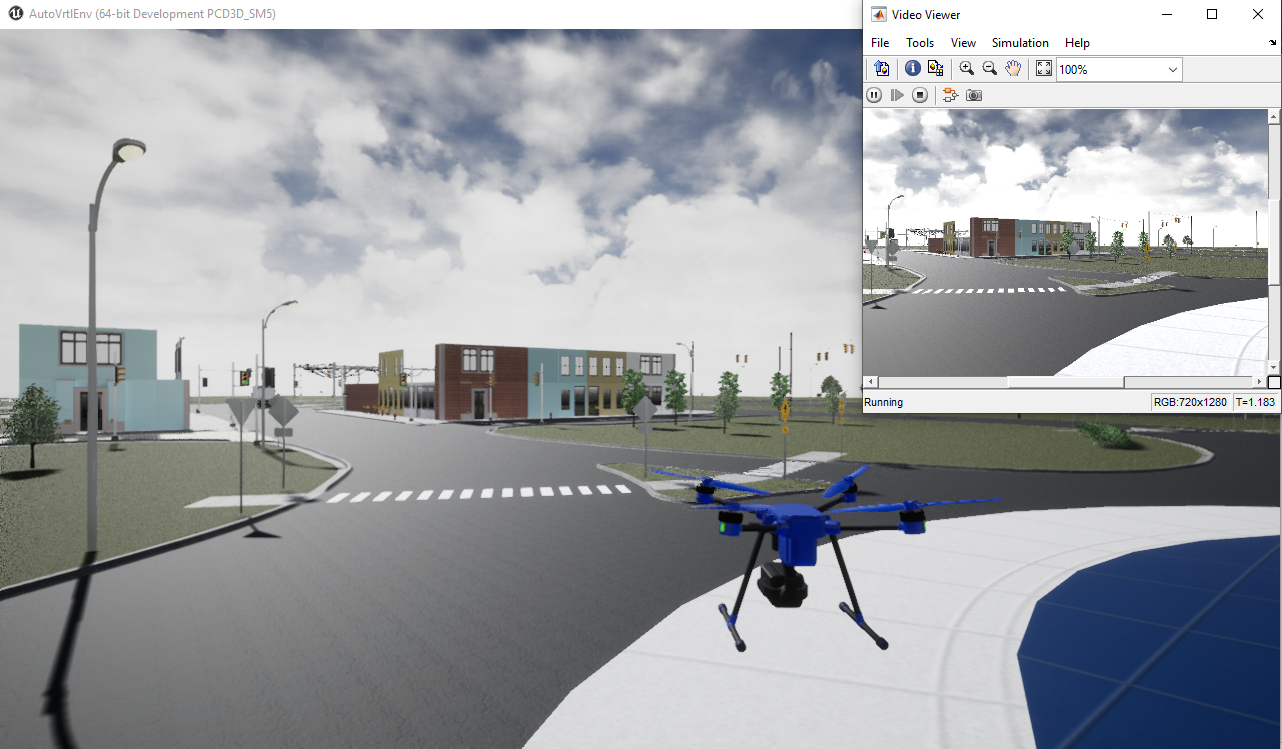 AutoVrtlEnv (64-bit Development PCD3D_SM5)
Video Viewer
File Tools View Simulation Help
100%
Running
RGB:720x1280
T=1.183